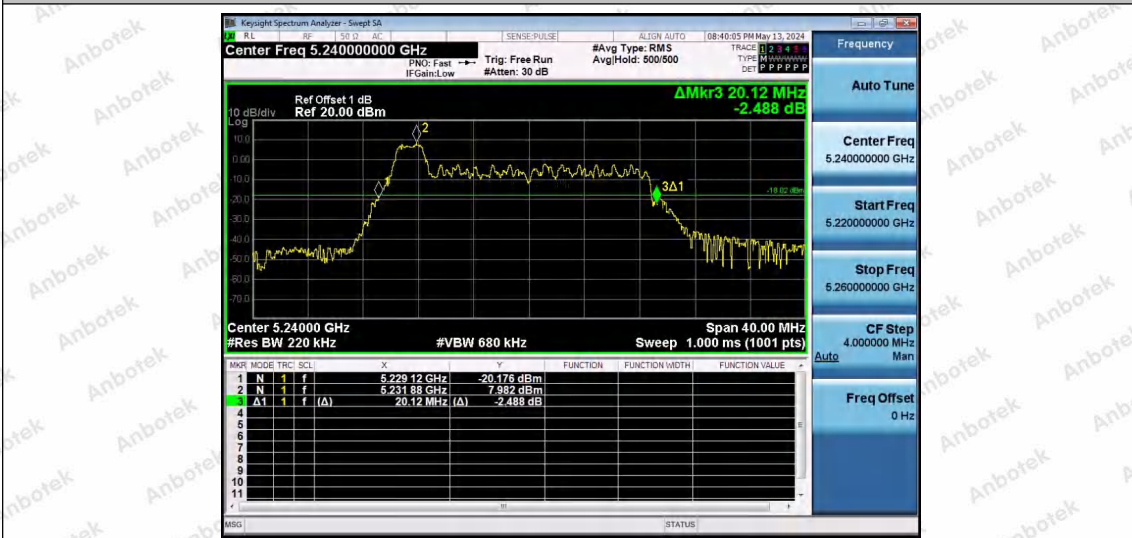 Keysight Spectrum Analyzer - Swept SA
RL RF 50 Ω AC SENSE:PULSE ALIGN AUTO 08:40:05 PM May 13, 2024
Center Freq 5.240000000 GHz
PNO: Fast
IFGain:Low
Trig: Free Run
#Atten: 30 dB
#Avg Type: RMS
Avg|Hold: 500/500
TRACE 1 2 3 4 5 6
TYPE M WWWWW
DET P P P P P P
Frequency
Auto Tune
Center Freq
5.240000000 GHz
Start Freq
5.220000000 GHz
Stop Freq
5.260000000 GHz
CF Step
4.000000 MHz
Auto Man
Freq Offset
0 Hz
ΔMkr3 20.12 MHz
-2.488 dB
Ref Offset 1 dB
10 dB/div Ref 20.00 dBm
Log
10.0
0.00
-10.0
-20.0
-30.0
-40.0
-50.0
-60.0
-70.0
2
3Δ1
-18.02 dBm
Center 5.24000 GHz Span 40.00 MHz
#Res BW 220 kHz #VBW 680 kHz Sweep 1.000 ms (1001 pts)
MKR MODE TRC SCL X Y FUNCTION FUNCTION WIDTH FUNCTION VALUE
1 N 1 f 5.229 12 GHz -20.176 dBm
2 N 1 f 5.231 88 GHz 7.982 dBm
3 Δ1 1 f (Δ) 20.12 MHz (Δ) -2.488 dB
4
5
6
7
8
9
10
11
MSG STATUS
Anbotek